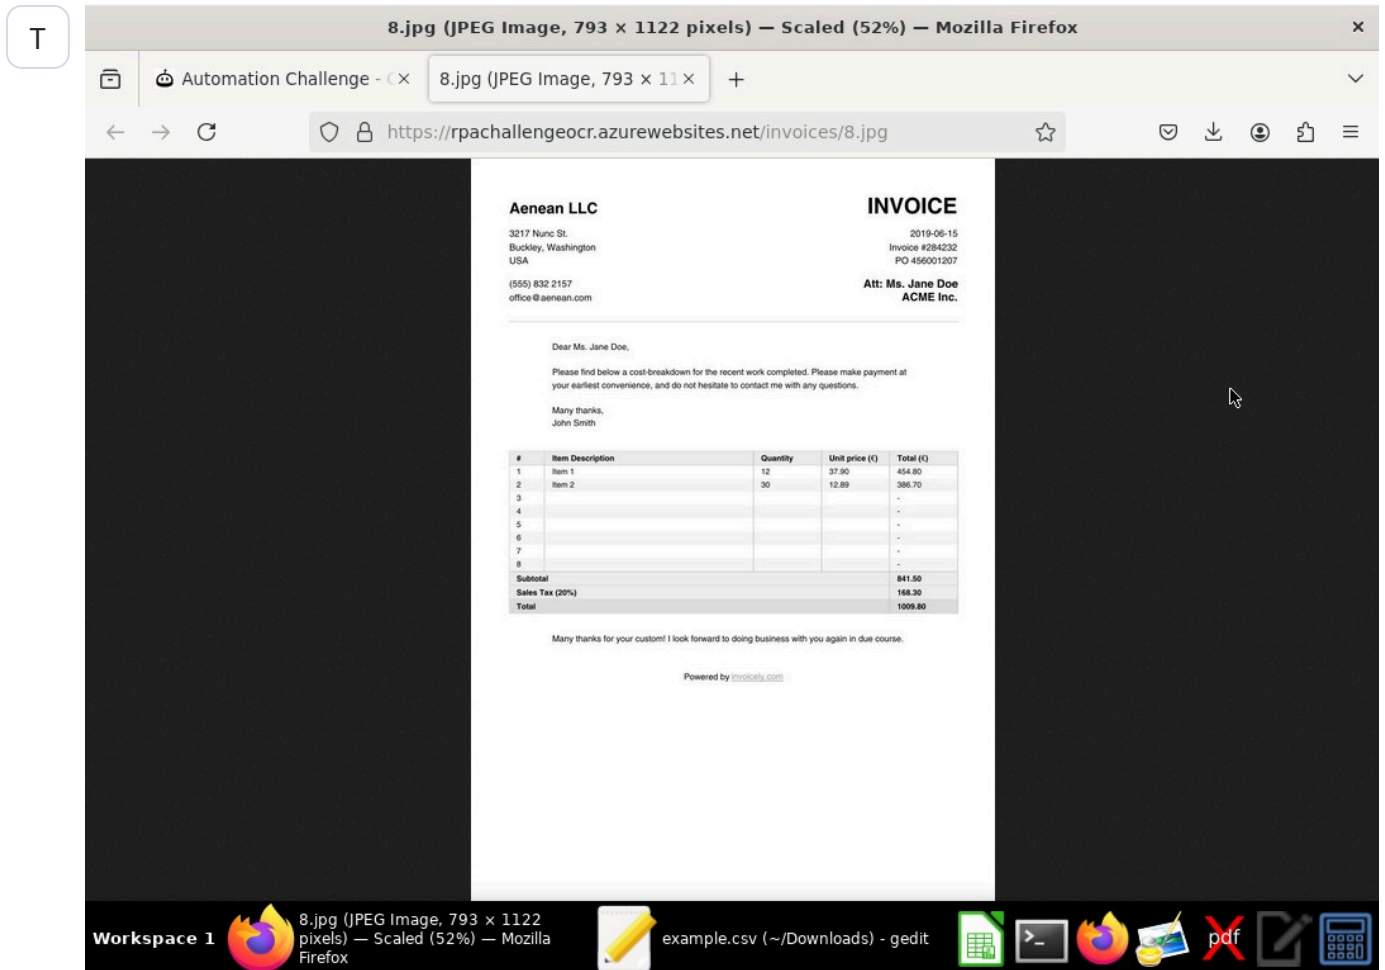 T
8.jpg (JPEG Image, 793 × 1122 pixels) — Scaled (52%) — Mozilla Firefox
Automation Challenge -
8.jpg (JPEG Image, 793 × 11
https://rpachallengeocr.azurewebsites.net/invoices/8.jpg
Aenean LLC
INVOICE
3217 Nunc St.
2019-06-15
Buckley, Washington
Invoice #284232
USA
PO 456001207
(555) 832 2157
Att: Ms. Jane Doe
office@aenean.com
ACME Inc.
Dear Ms. Jane Doe,
Please find below a cost-breakdown for the recent work completed. Please make payment at
your earliest convenience, and do not hesitate to contact me with any questions.
Many thanks,
John Smith
# Item Description Quantity Unit price (€) Total (€)
1 Item 1 12 37.90 454.80
2 Item 2 30 12.89 386.70
3 -
4 -
5 -
6 -
7 -
8 -
Subtotal 841.50
Sales Tax (20%) 168.30
Total 1009.80
Many thanks for your custom! I look forward to doing business with you again in due course.
Powered by invoicely.com
Workspace 1
8.jpg (JPEG Image, 793 × 1122
pixels) — Scaled (52%) — Mozilla
Firefox
example.csv (~/Downloads) - gedit
pdf